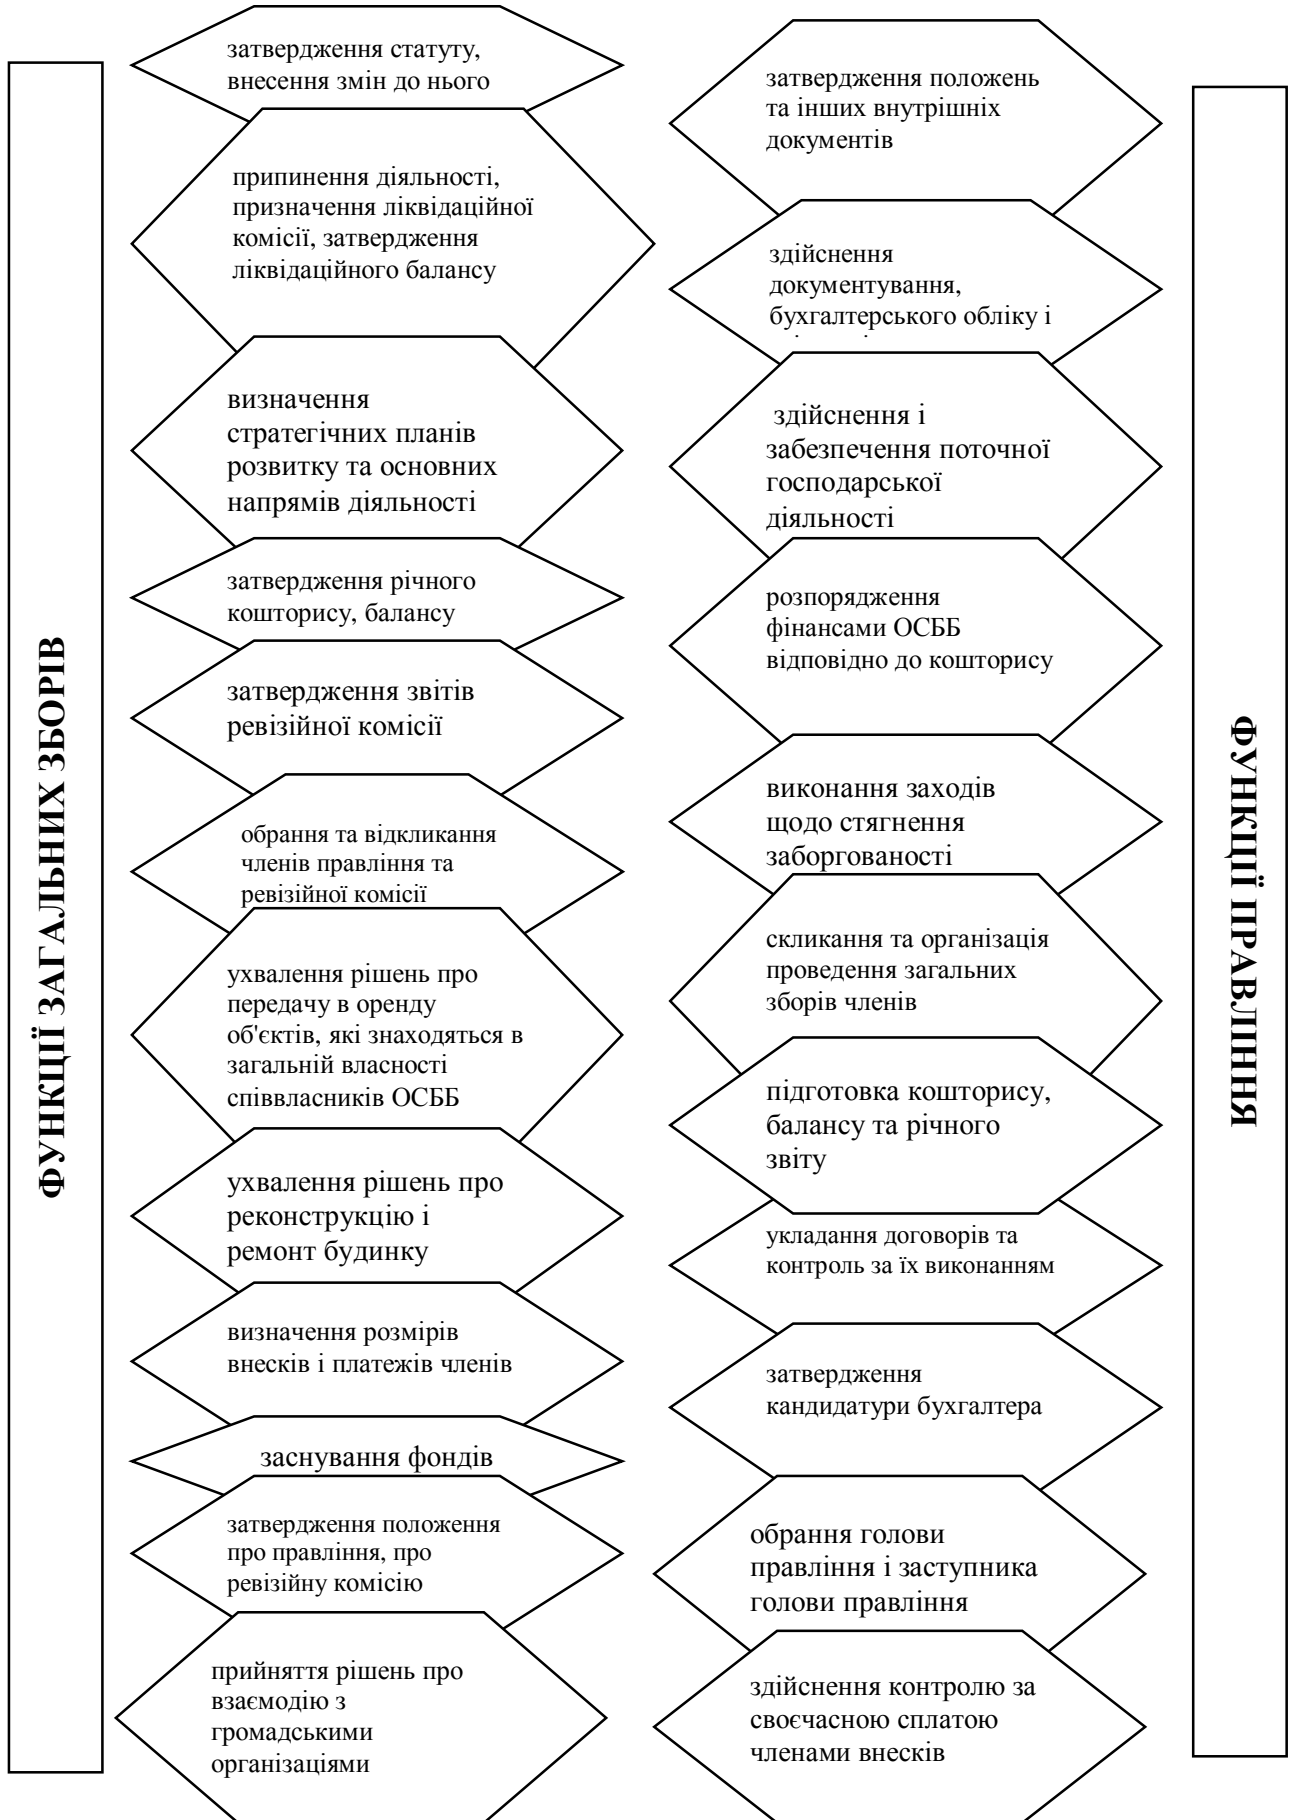 ФУНКЦІЇ ЗАГАЛЬНИХ ЗБОРІВ
затвердження статуту,
внесення змін до нього
припинення діяльності,
призначення ліквідаційної
комісії, затвердження
ліквідаційного балансу
визначення
стратегічних планів
розвитку та основних
напрямів діяльності
затвердження річного
кошторису, балансу
затвердження звітів
ревізійної комісії
обрання та відкликання
членів правління та
ревізійної комісії
ухвалення рішень про
передачу в оренду
об'єктів, які знаходяться в
загальній власності
співвласників ОСББ
ухвалення рішень про
реконструкцію і
ремонт будинку
визначення розмірів
внесків і платежів членів
заснування фондів
затвердження положення
про правління, про
ревізійну комісію
прийняття рішень про
взаємодію з
громадськими
організаціями
затвердження положень
та інших внутрішніх
документів
здійснення
документування,
бухгалтерського обліку і
здійснення і
забезпечення поточної
господарської
діяльності
розпорядження
фінансами ОСББ
відповідно до кошторису
виконання заходів
щодо стягнення
заборгованості
скликання та організація
проведення загальних
зборів членів
підготовка кошторису,
балансу та річного
звіту
укладання договорів та
контроль за їх виконанням
затвердження
кандидатури бухгалтера
обрання голови
правління і заступника
голови правління
здійснення контролю за
своєчасною сплатою
членами внесків
ФУНКЦІЇ ПРАВЛІННЯ